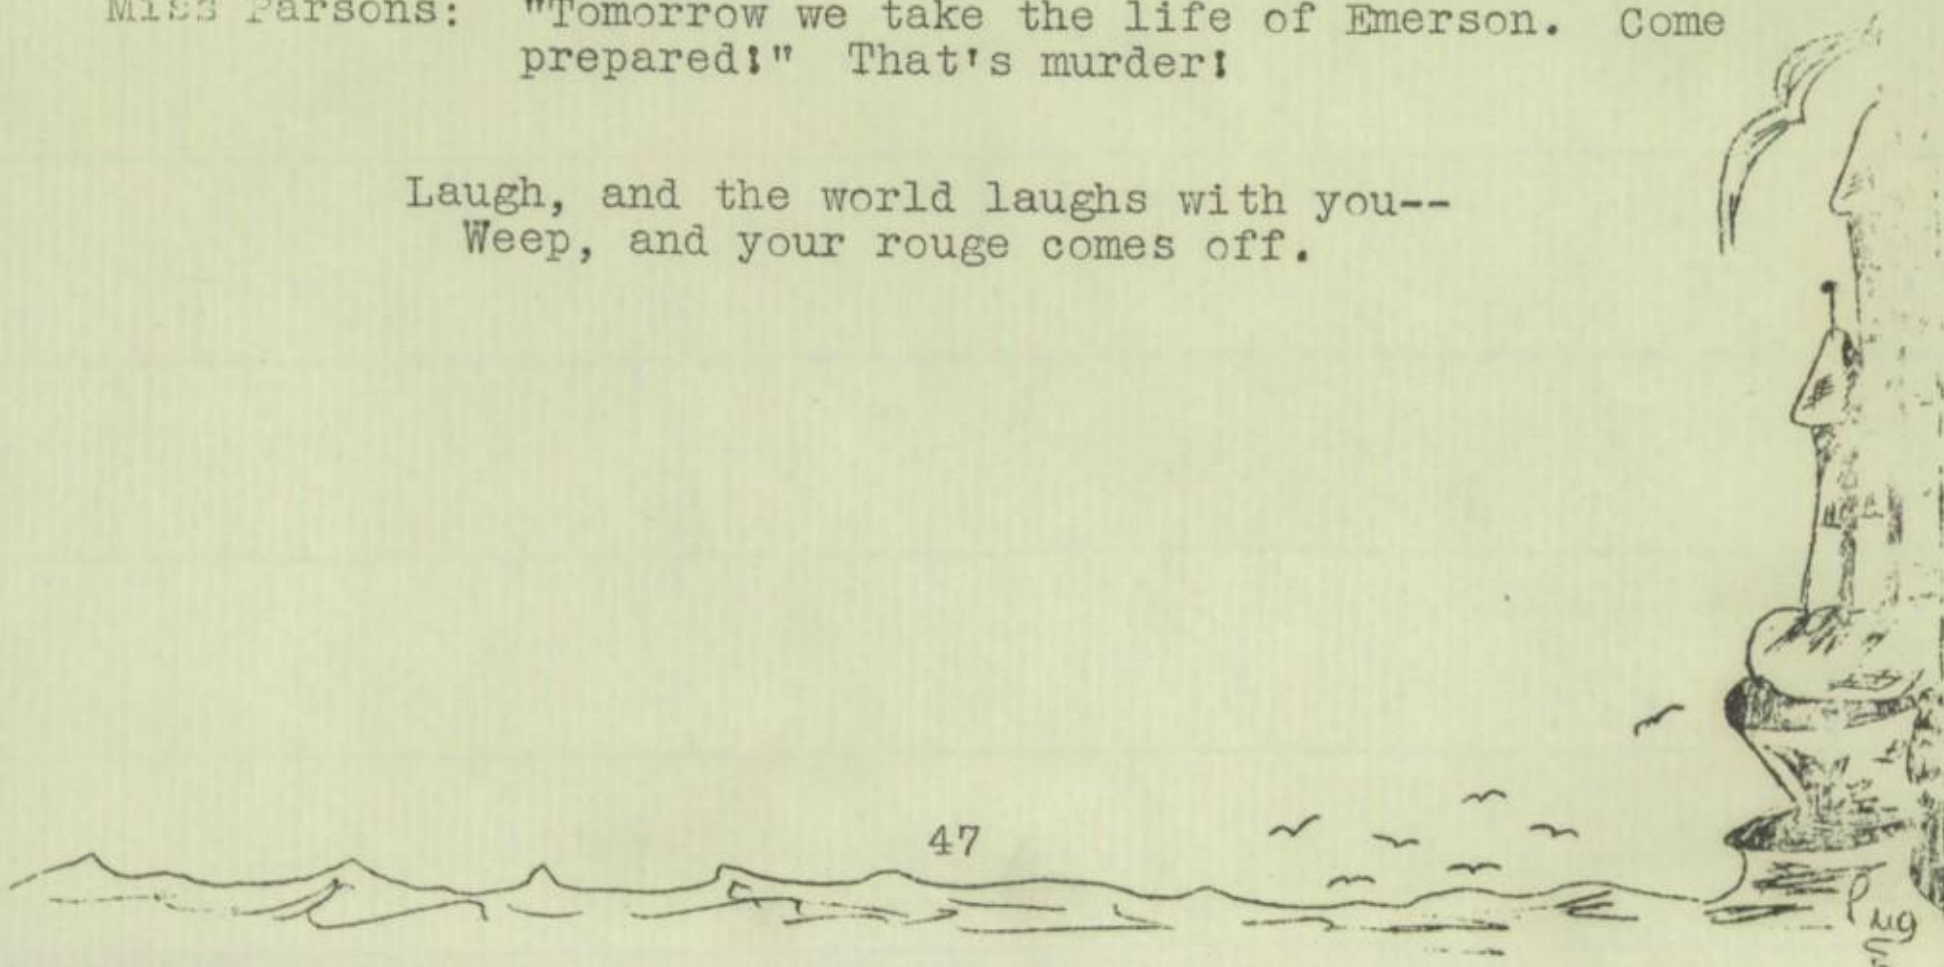 Miss Parsons: "Tomorrow we take the life of Emerson. Come
prepared!" That's murder!
Laugh, and the world laughs with you--
Weep, and your rouge comes off.
47
Pug